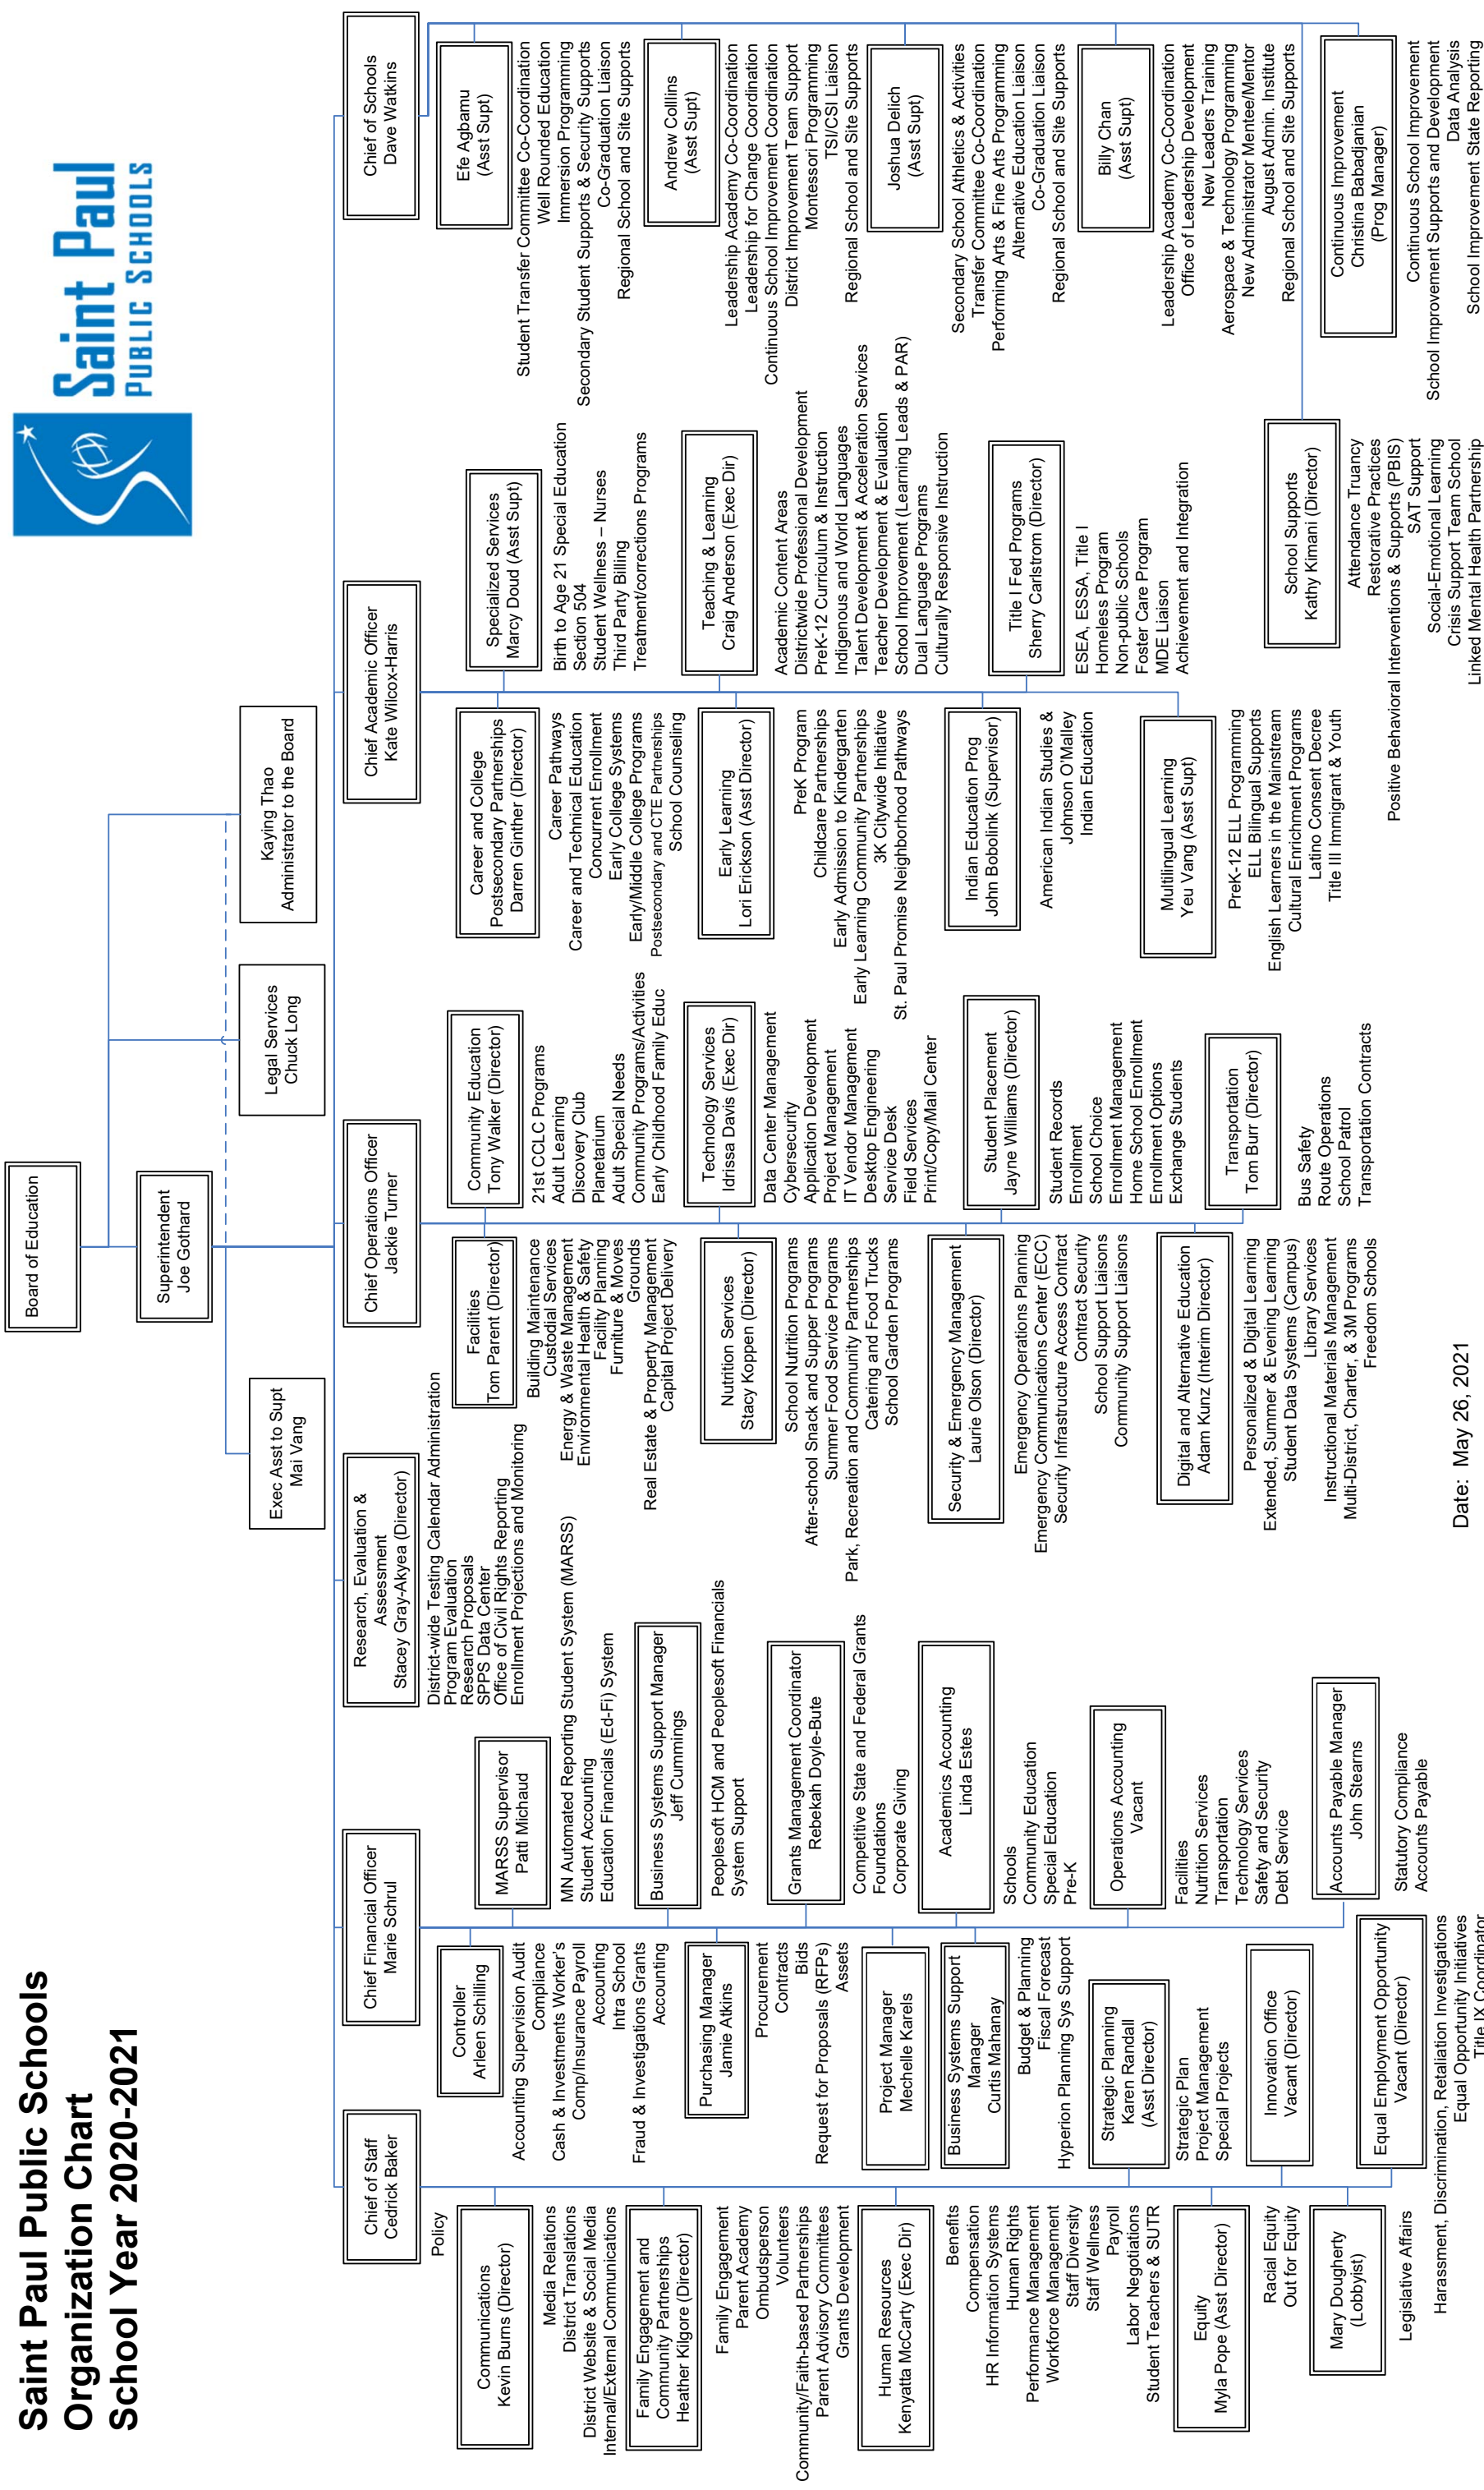 Saint Paul Public Schools
Organization Chart
School Year 2020-2021
Saint Paul
PUBLIC SCHOOLS
Board of Education
Superintendent
Joe Gothard
Exec Asst to Supt
Mai Vang
Legal Services
Chuck Long
Kaying Thao
Administrator to the Board
Chief of Staff
Cedrick Baker
Policy
Communications
Kevin Burns (Director)
Media Relations
District Translations
District Website & Social Media
Internal/External Communications
Family Engagement and
Community Partnerships
Heather Kilgore (Director)
Family Engagement
Parent Academy
Ombudsperson
Volunteers
Community/Faith-based Partnerships
Parent Advisory Committees
Grants Development
Human Resources
Kenyatta McCarty (Exec Dir)
Benefits
Compensation
HR Information Systems
Human Rights
Performance Management
Workforce Management
Staff Diversity
Staff Wellness
Payroll
Labor Negotiations
Student Teachers & SUTR
Strategic Planning
Karen Randall
(Asst Director)
Strategic Plan
Project Management
Special Projects
Equity
Myla Pope (Asst Director)
Racial Equity
Out for Equity
Innovation Office
Vacant (Director)
Mary Dougherty
(Lobbyist)
Legislative Affairs
Equal Employment Opportunity
Vacant (Director)
Harassment, Discrimination, Retaliation Investigations
Equal Opportunity Initiatives
Title IX Coordinator
Chief Financial Officer
Marie Schrul
Controller
Arleen Schilling
Accounting Supervision Audit
Compliance
Cash & Investments Worker's
Comp/Insurance Payroll
Accounting
Intra School
Fraud & Investigations Grants
Accounting
Purchasing Manager
Jamie Atkins
Procurement
Contracts
Bids
Request for Proposals (RFPs)
Assets
Project Manager
Mechelle Karels
Business Systems Support
Manager
Curtis Mahanay
Budget & Planning
Fiscal Forecast
Hyperion Planning Sys Support
MARSS Supervisor
Patti Michaud
MN Automated Reporting Student System (MARSS)
Student Accounting
Education Financials (Ed-Fi) System
Business Systems Support Manager
Jeff Cummings
Peoplesoft HCM and Peoplesoft Financials
System Support
Grants Management Coordinator
Rebekah Doyle-Bute
Competitive State and Federal Grants
Foundations
Corporate Giving
Academics Accounting
Linda Estes
Schools
Community Education
Special Education
Pre-K
Operations Accounting
Vacant
Facilities
Nutrition Services
Transportation
Technology Services
Safety and Security
Debt Service
Accounts Payable Manager
John Stearns
Statutory Compliance
Accounts Payable
Research, Evaluation &
Assessment
Stacey Gray-Akyea (Director)
District-wide Testing Calendar Administration
Program Evaluation
Research Proposals
SPPS Data Center
Office of Civil Rights Reporting
Enrollment Projections and Monitoring
Chief Operations Officer
Jackie Turner
Facilities
Tom Parent (Director)
Building Maintenance
Custodial Services
Energy & Waste Management
Environmental Health & Safety
Facility Planning
Furniture & Moves
Grounds
Real Estate & Property Management
Capital Project Delivery
Nutrition Services
Stacy Koppen (Director)
School Nutrition Programs
After-school Snack and Supper Programs
Summer Food Service Programs
Park, Recreation and Community Partnerships
Catering and Food Trucks
School Garden Programs
Security & Emergency Management
Laurie Olson (Director)
Emergency Operations Planning
Emergency Communications Center (ECC)
Security Infrastructure Access Contract
Contract Security
School Support Liaisons
Community Support Liaisons
Digital and Alternative Education
Adam Kunz (Interim Director)
Personalized & Digital Learning
Extended, Summer & Evening Learning
Student Data Systems (Campus)
Library Services
Instructional Materials Management
Multi-District, Charter, & 3M Programs
Freedom Schools
Community Education
Tony Walker (Director)
21st CCLC Programs
Adult Learning
Discovery Club
Planetarium
Adult Special Needs
Community Programs/Activities
Early Childhood Family Educ
Technology Services
Idrissa Davis (Exec Dir)
Data Center Management
Cybersecurity
Application Development
Project Management
IT Vendor Management
Desktop Engineering
Service Desk
Field Services
Print/Copy/Mail Center
Student Placement
Jayne Williams (Director)
Student Records
Enrollment
School Choice
Enrollment Management
Home School Enrollment
Enrollment Options
Exchange Students
Transportation
Tom Burr (Director)
Bus Safety
Route Operations
School Patrol
Transportation Contracts
Chief Academic Officer
Kate Wilcox-Harris
Career and College
Postsecondary Partnerships
Darren Ginther (Director)
Career Pathways
Career and Technical Education
Concurrent Enrollment
Early College Systems
Early/Middle College Programs
Postsecondary and CTE Partnerships
School Counseling
Early Learning
Lori Erickson (Asst Director)
PreK Program
Childcare Partnerships
Early Admission to Kindergarten
Early Learning Community Partnerships
3K Citywide Initiative
St. Paul Promise Neighborhood Pathways
Indian Education Prog
John Bobolink (Supervisor)
American Indian Studies &
Johnson O'Malley
Indian Education
Multilingual Learning
Yeu Vang (Asst Supt)
PreK-12 ELL Programming
ELL Bilingual Supports
English Learners in the Mainstream
Cultural Enrichment Programs
Latino Consent Decree
Title III Immigrant & Youth
Specialized Services
Marcy Doud (Asst Supt)
Birth to Age 21 Special Education
Section 504
Student Wellness – Nurses
Third Party Billing
Treatment/corrections Programs
Teaching & Learning
Craig Anderson (Exec Dir)
Academic Content Areas
Districtwide Professional Development
PreK-12 Curriculum & Instruction
Indigenous and World Languages
Talent Development & Acceleration Services
Teacher Development & Evaluation
School Improvement (Learning Leads & PAR)
Dual Language Programs
Culturally Responsive Instruction
Title I Fed Programs
Sherry Carlstrom (Director)
ESEA, ESSA, Title I
Homeless Program
Non-public Schools
Foster Care Program
MDE Liaison
Achievement and Integration
Chief of Schools
Dave Watkins
Efe Agbamu
(Asst Supt)
Student Transfer Committee Co-Coordination
Well Rounded Education
Immersion Programming
Secondary Student Supports & Security Supports
Co-Graduation Liaison
Regional School and Site Supports
Andrew Collins
(Asst Supt)
Leadership Academy Co-Coordination
Leadership for Change Coordination
Continuous School Improvement Coordination
District Improvement Team Support
Montessori Programming
TSI/CSI Liaison
Regional School and Site Supports
Joshua Delich
(Asst Supt)
Secondary School Athletics & Activities
Transfer Committee Co-Coordination
Performing Arts & Fine Arts Programming
Alternative Education Liaison
Co-Graduation Liaison
Regional School and Site Supports
Billy Chan
(Asst Supt)
Leadership Academy Co-Coordination
Office of Leadership Development
New Leaders Training
Aerospace & Technology Programming
New Administrator Mentee/Mentor
August Admin. Institute
Regional School and Site Supports
School Supports
Kathy Kimani (Director)
Attendance Truancy
Restorative Practices
Positive Behavioral Interventions & Supports (PBIS)
SAT Support
Social-Emotional Learning
Crisis Support Team School
Linked Mental Health Partnership
Continuous Improvement
Christina Babadjanian
(Prog Manager)
Continuous School Improvement
School Improvement Supports and Development
Data Analysis
School Improvement State Reporting
Date: May 26, 2021